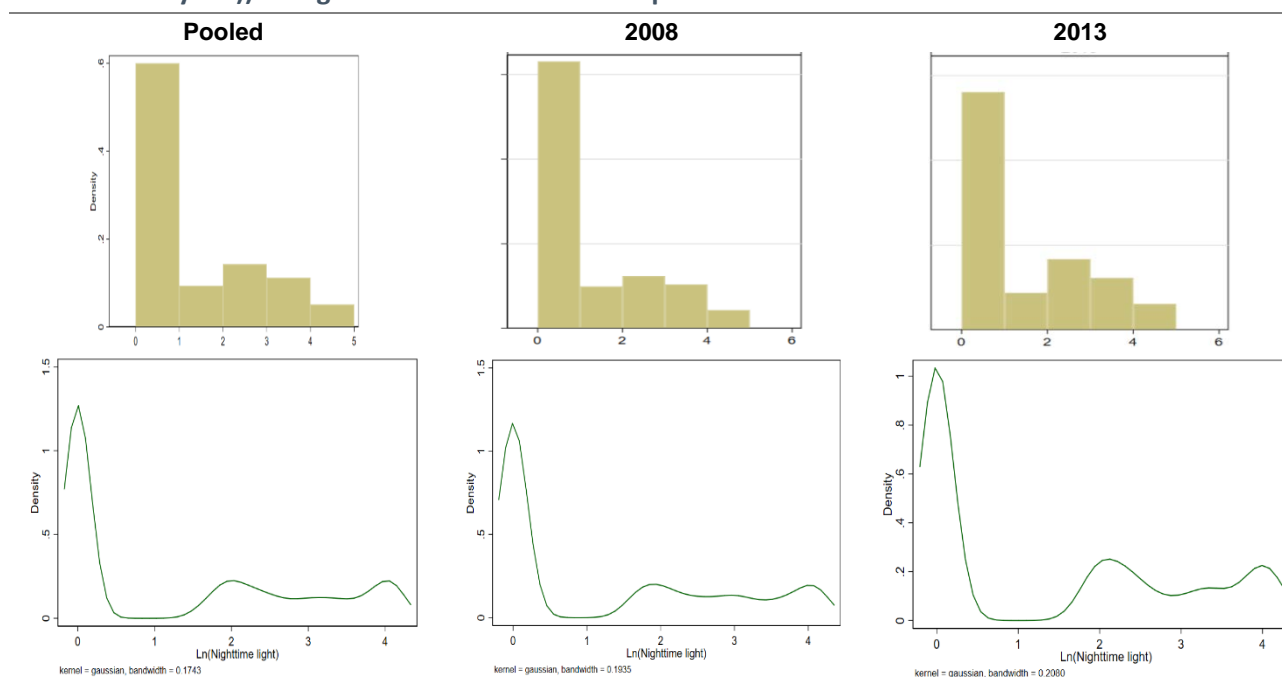 Pooled 2008 2013
Density
.6
.4
.2
0
0 1 2 3 4 5
0 2 4 6
0 2 4 6
Density
1.5
1
.5
0
0 1 2 3 4
Ln(Nighttime light)
kernel = gaussian, bandwidth = 0.1743
Density
1.5
1
.5
0
0 1 2 3 4
Ln(Nighttime light)
kernel = gaussian, bandwidth = 0.1935
Density
1
.8
.6
.4
.2
0
0 1 2 3 4
Ln(Nighttime light)
kernel = gaussian, bandwidth = 0.2080